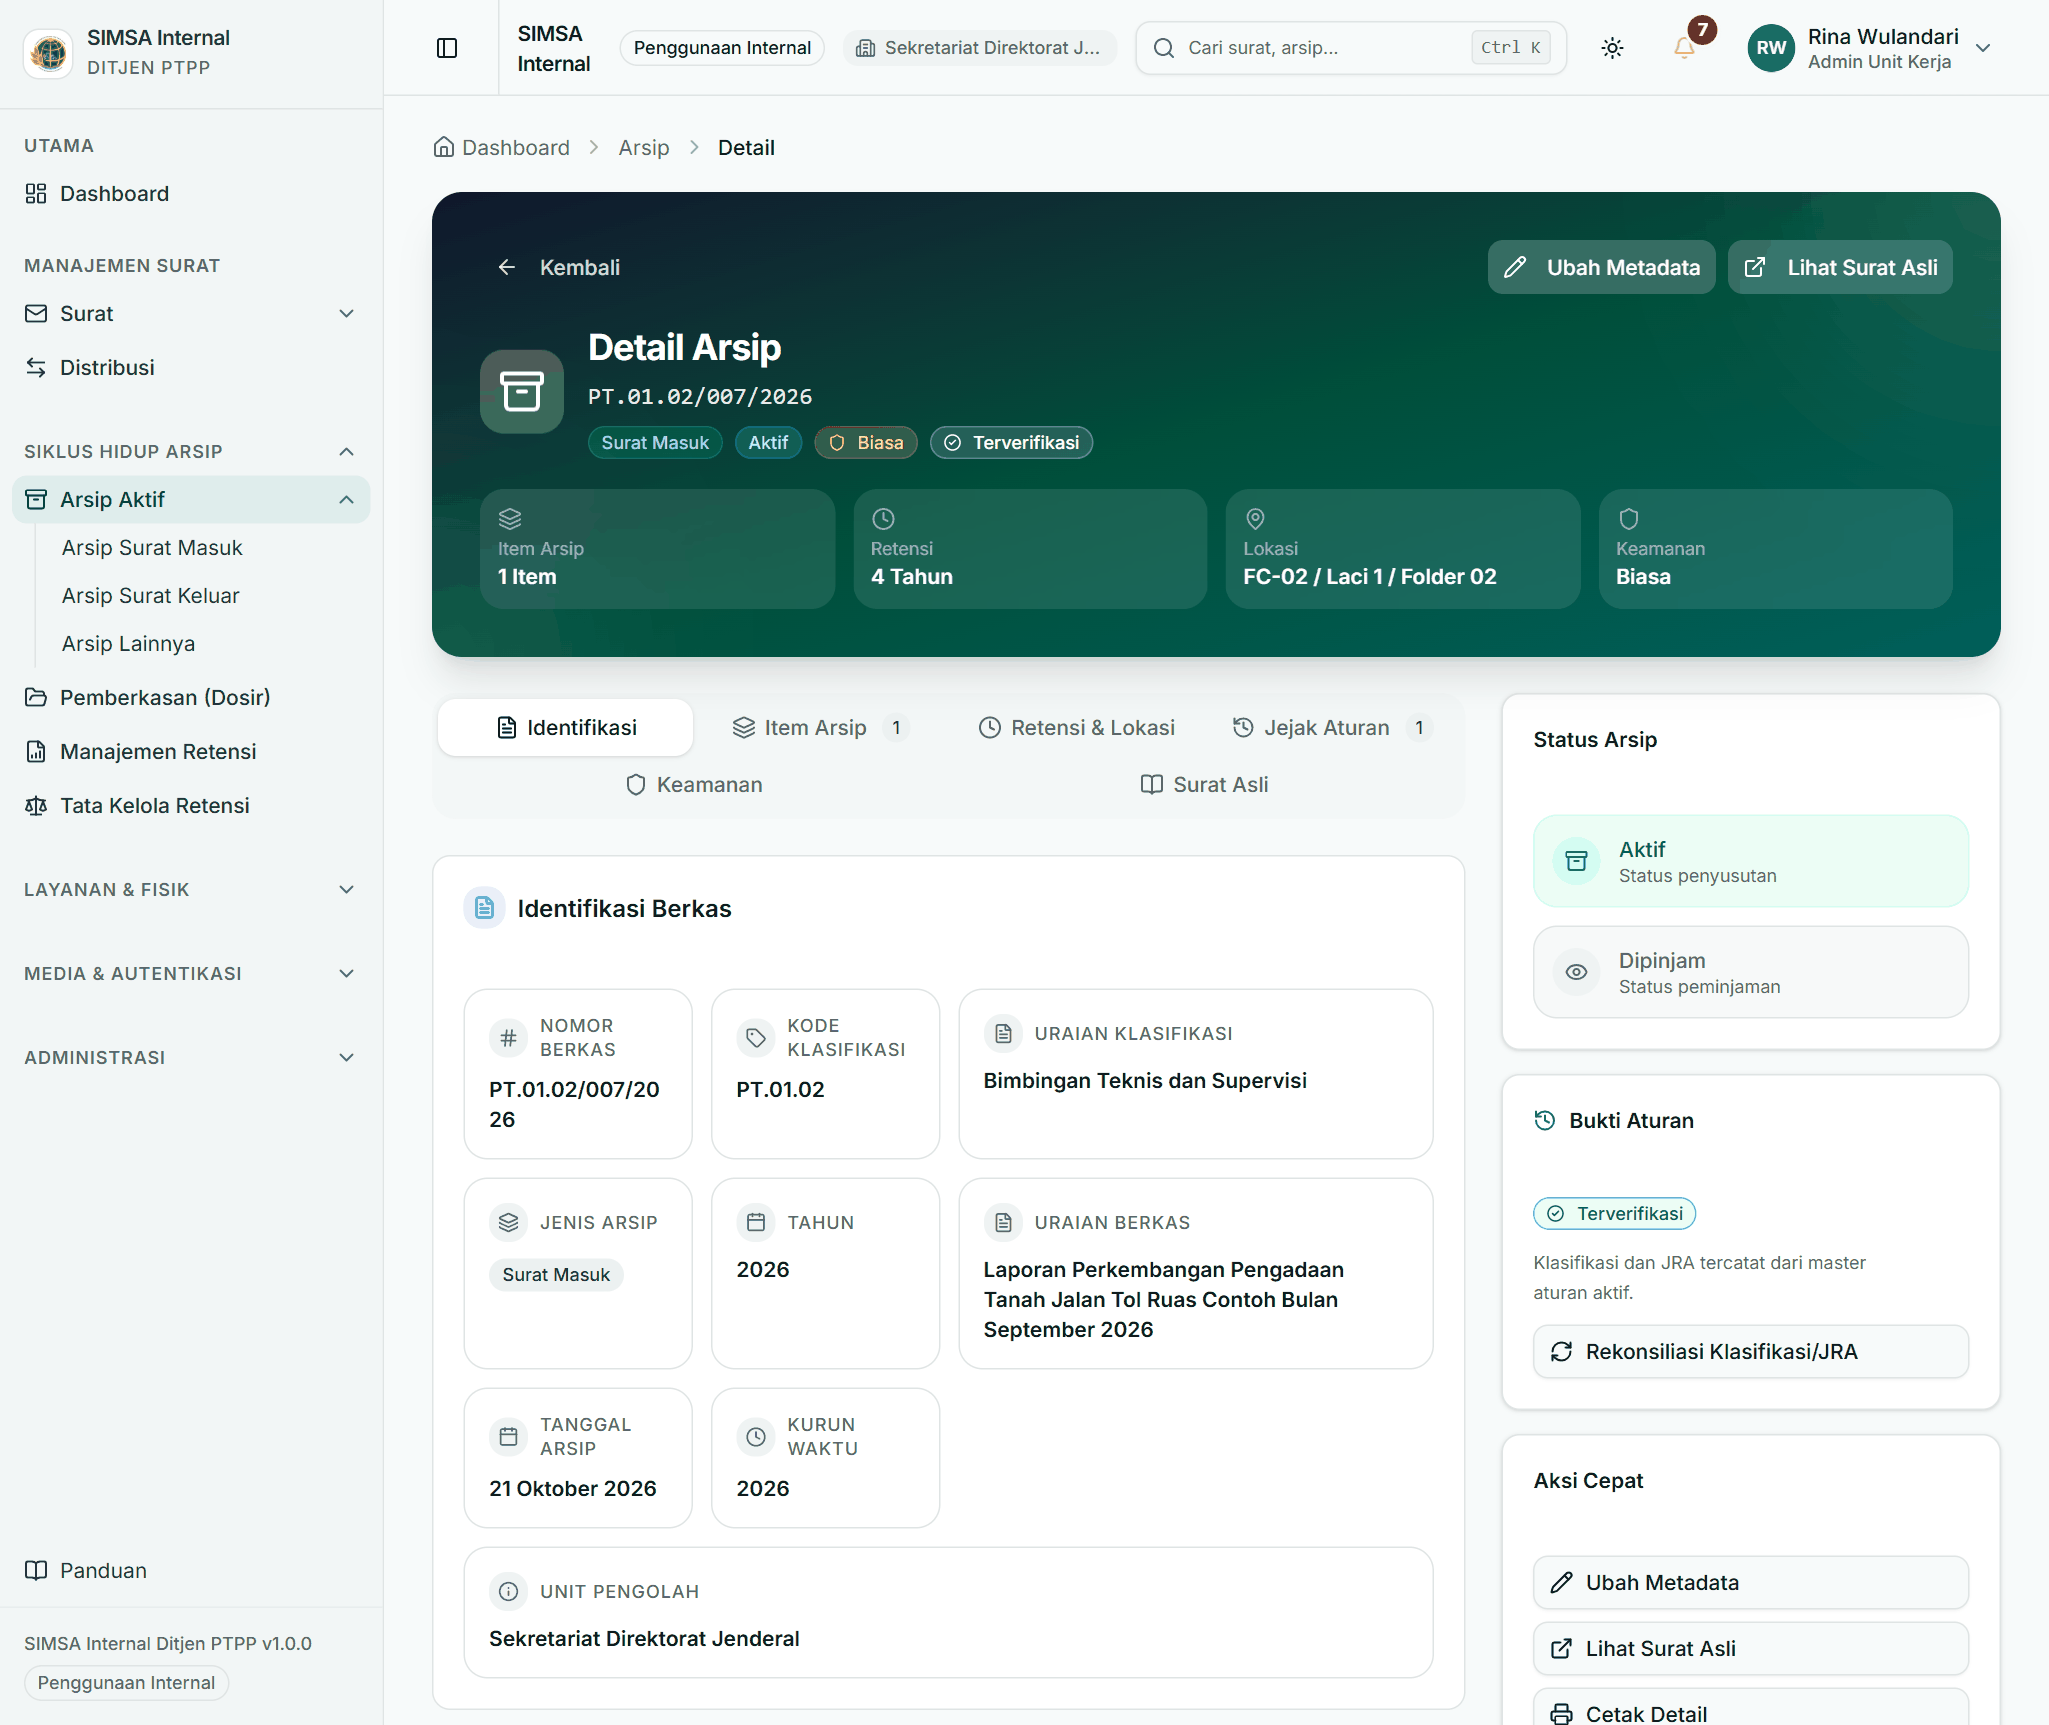 SIMSA Internal
DITJEN PTPP
UTAMA
Dashboard
MANAJEMEN SURAT
Surat
Distribusi
SIKLUS HIDUP ARSIP
Arsip Aktif
Arsip Surat Masuk
Arsip Surat Keluar
Arsip Lainnya
Pemberkasan (Dosir)
Manajemen Retensi
Tata Kelola Retensi
LAYANAN & FISIK
MEDIA & AUTENTIKASI
ADMINISTRASI
Panduan
SIMSA Internal Ditjen PTPP v1.0.0
Penggunaan Internal
SIMSA
Internal
Penggunaan Internal
Sekretariat Direktorat J...
Cari surat, arsip...
Ctrl K
7
RW
Rina Wulandari
Admin Unit Kerja
Dashboard > Arsip > Detail
Kembali
Ubah Metadata
Lihat Surat Asli
Detail Arsip
PT.01.02/007/2026
Surat Masuk
Aktif
Biasa
Terverifikasi
Item Arsip
1 Item
Retensi
4 Tahun
Lokasi
FC-02 / Laci 1 / Folder 02
Keamanan
Biasa
Identifikasi
Item Arsip 1
Retensi & Lokasi
Jejak Aturan 1
Keamanan
Surat Asli
Identifikasi Berkas
NOMOR
BERKAS
PT.01.02/007/20
26
KODE
KLASIFIKASI
PT.01.02
URAIAN KLASIFIKASI
Bimbingan Teknis dan Supervisi
JENIS ARSIP
Surat Masuk
TAHUN
2026
URAIAN BERKAS
Laporan Perkembangan Pengadaan
Tanah Jalan Tol Ruas Contoh Bulan
September 2026
TANGGAL
ARSIP
21 Oktober 2026
KURUN
WAKTU
2026
UNIT PENGOLAH
Sekretariat Direktorat Jenderal
Status Arsip
Aktif
Status penyusutan
Dipinjam
Status peminjaman
Bukti Aturan
Terverifikasi
Klasifikasi dan JRA tercatat dari master
aturan aktif.
Rekonsiliasi Klasifikasi/JRA
Aksi Cepat
Ubah Metadata
Lihat Surat Asli
Cetak Detail